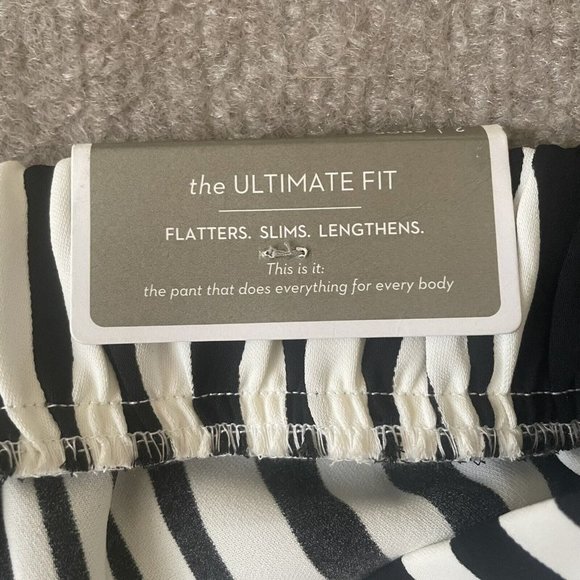 the ULTIMATE FIT
FLATTERS. SLIMS. LENGTHENS.
This is it:
the pant that does everything for every body